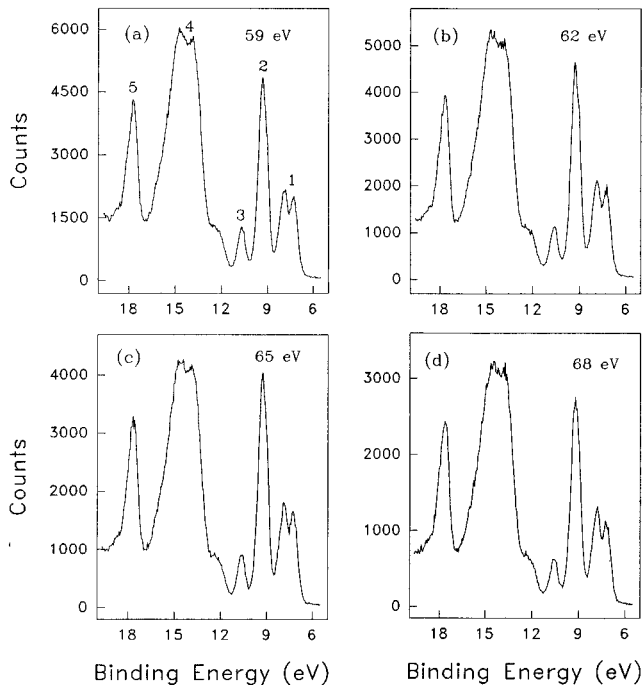 (a)
59 eV
6000
4500
3000
1500
0
5
4
3
2
1
18 15 12 9 6
Counts
(b)
62 eV
5000
4000
3000
2000
1000
0
18 15 12 9 6
(c)
65 eV
4000
3000
2000
1000
0
18 15 12 9 6
Counts
Binding Energy (eV)
(d)
68 eV
3000
2000
1000
0
18 15 12 9 6
Binding Energy (eV)